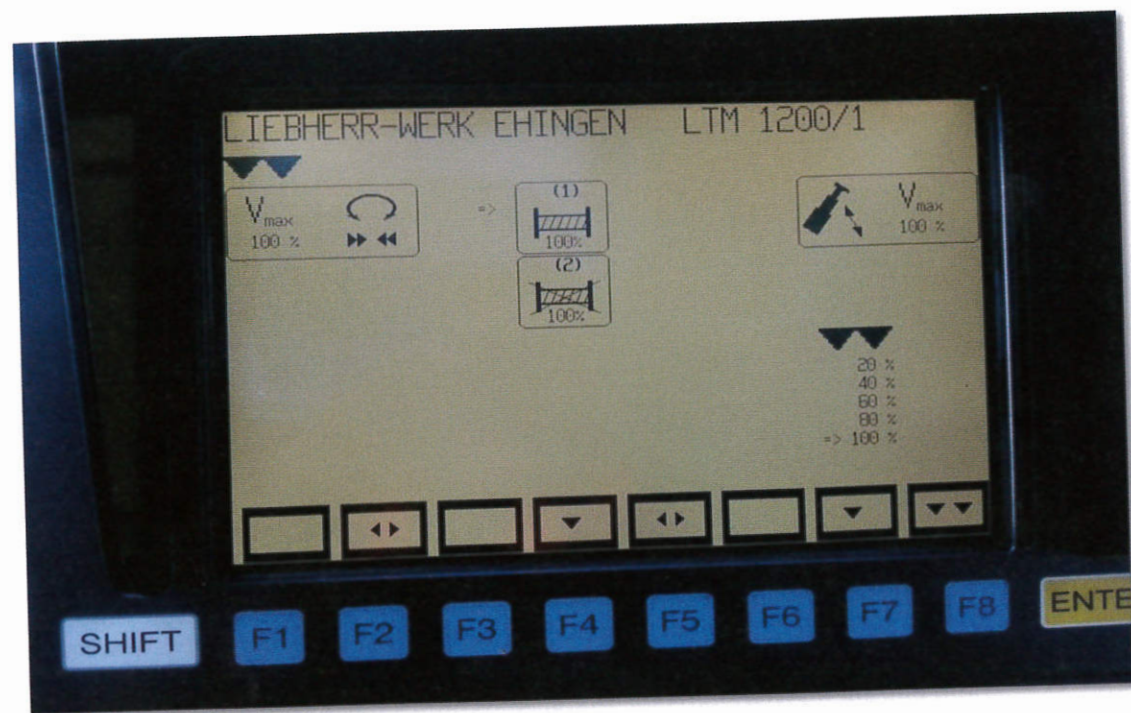 LIEBHERR-WERK EHINGEN LTM 1200/1
Vmax
100 %
=>
(1)
100%
(2)
100%
Vmax
100 %
20 %
40 %
60 %
80 %
=> 100 %
SHIFT F1 F2 F3 F4 F5 F6 F7 F8 ENTE